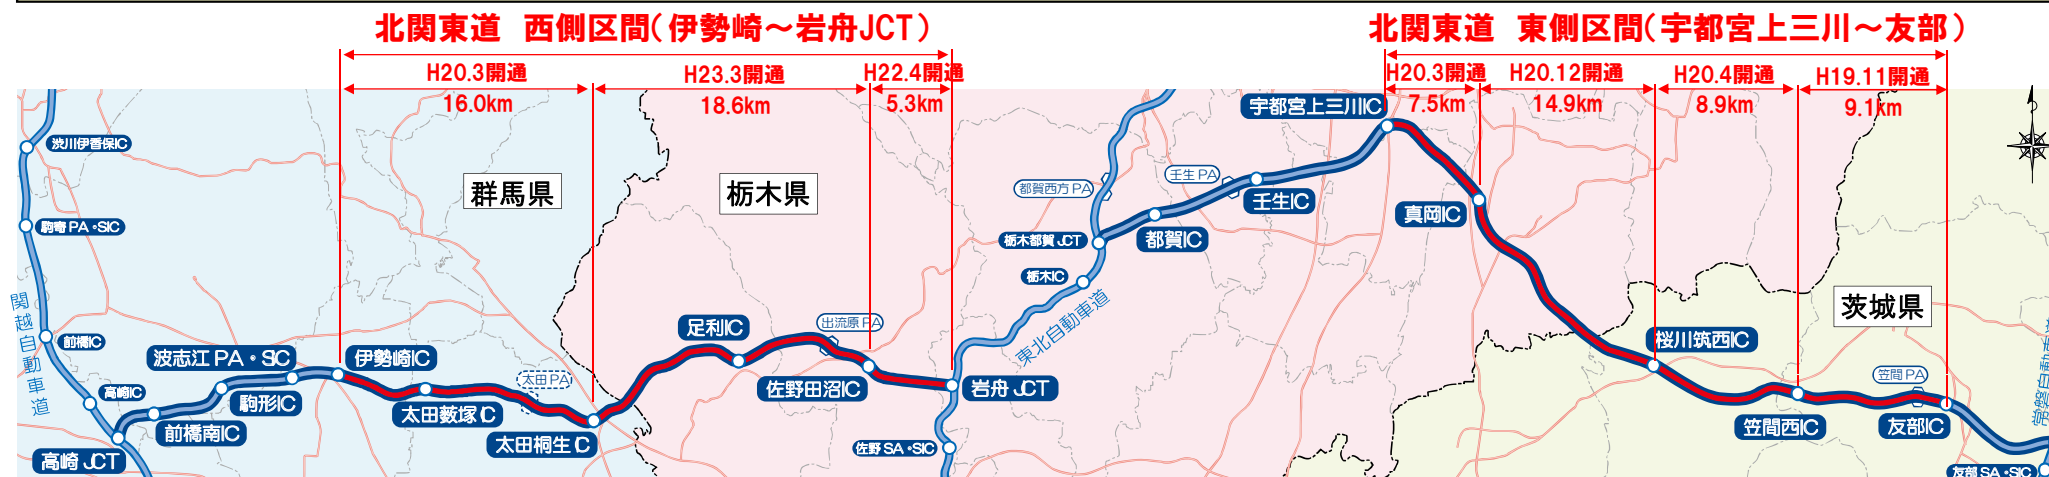 北関東道 西側区間(伊勢崎～岩舟JCT)
北関東道 東側区間(宇都宮上三川～友部)
H20.3開通
16.0km
H23.3開通
18.6km
H22.4開通
5.3km
H20.3開通
7.5km
H20.12開通
14.9km
H20.4開通
8.9km
H19.11開通
9.1km
宇都宮上三川IC
渋川伊香保IC
群馬県
栃木県
都賀西方PA
壬生PA
壬生IC
真岡IC
駒寄PA・SIC
栃木都賀JCT
都賀IC
栃木IC
茨城県
関越自動車道
東北自動車道
常磐自動車道
前橋IC
波志江PA・SIC
伊勢崎IC
足利IC
出流原PA
桜川筑西IC
高崎IC
駒形IC
太田PA
佐野田沼IC
岩舟JCT
笠間PA
前橋南IC
太田藪塚IC
太田桐生IC
笠間西IC
友部IC
高崎JCT
佐野SA・SIC
友部SA・SIC